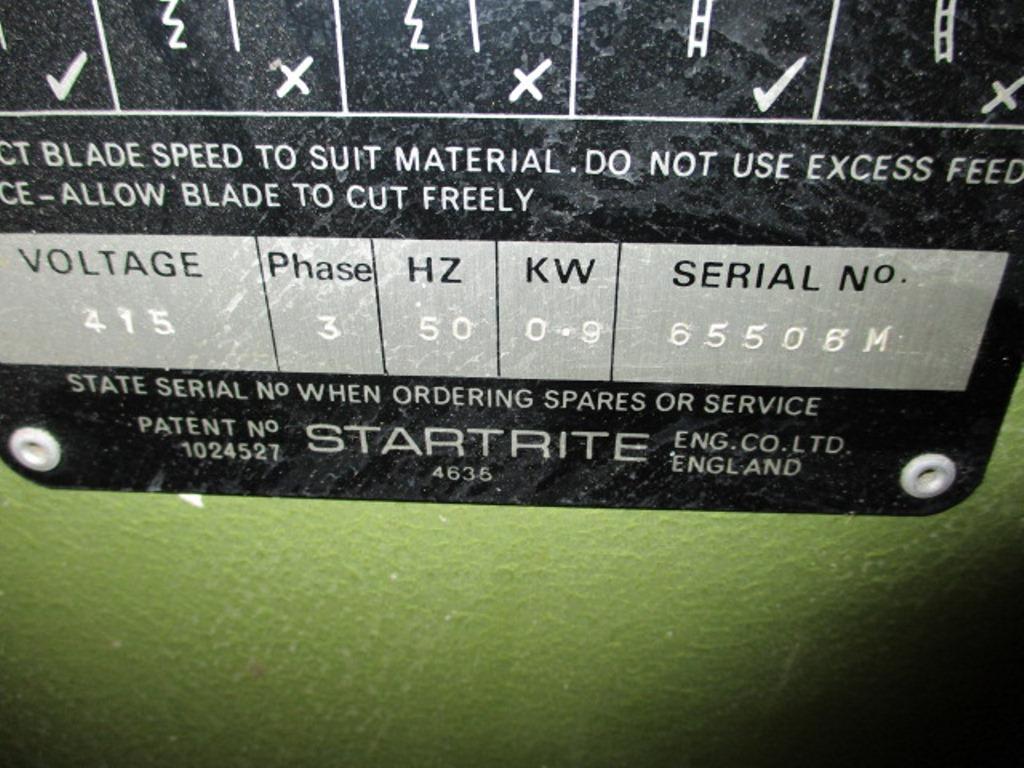 CT BLADE SPEED TO SUIT MATERIAL. DO NOT USE EXCESS FEED
CE-ALLOW BLADE TO CUT FREELY
VOLTAGE Phase HZ KW SERIAL No.
415 3 50 0.9 65506M
STATE SERIAL No WHEN ORDERING SPARES OR SERVICE
PATENT No
1024527
STARTRITE
4635
ENG.CO.LTD.
ENGLAND